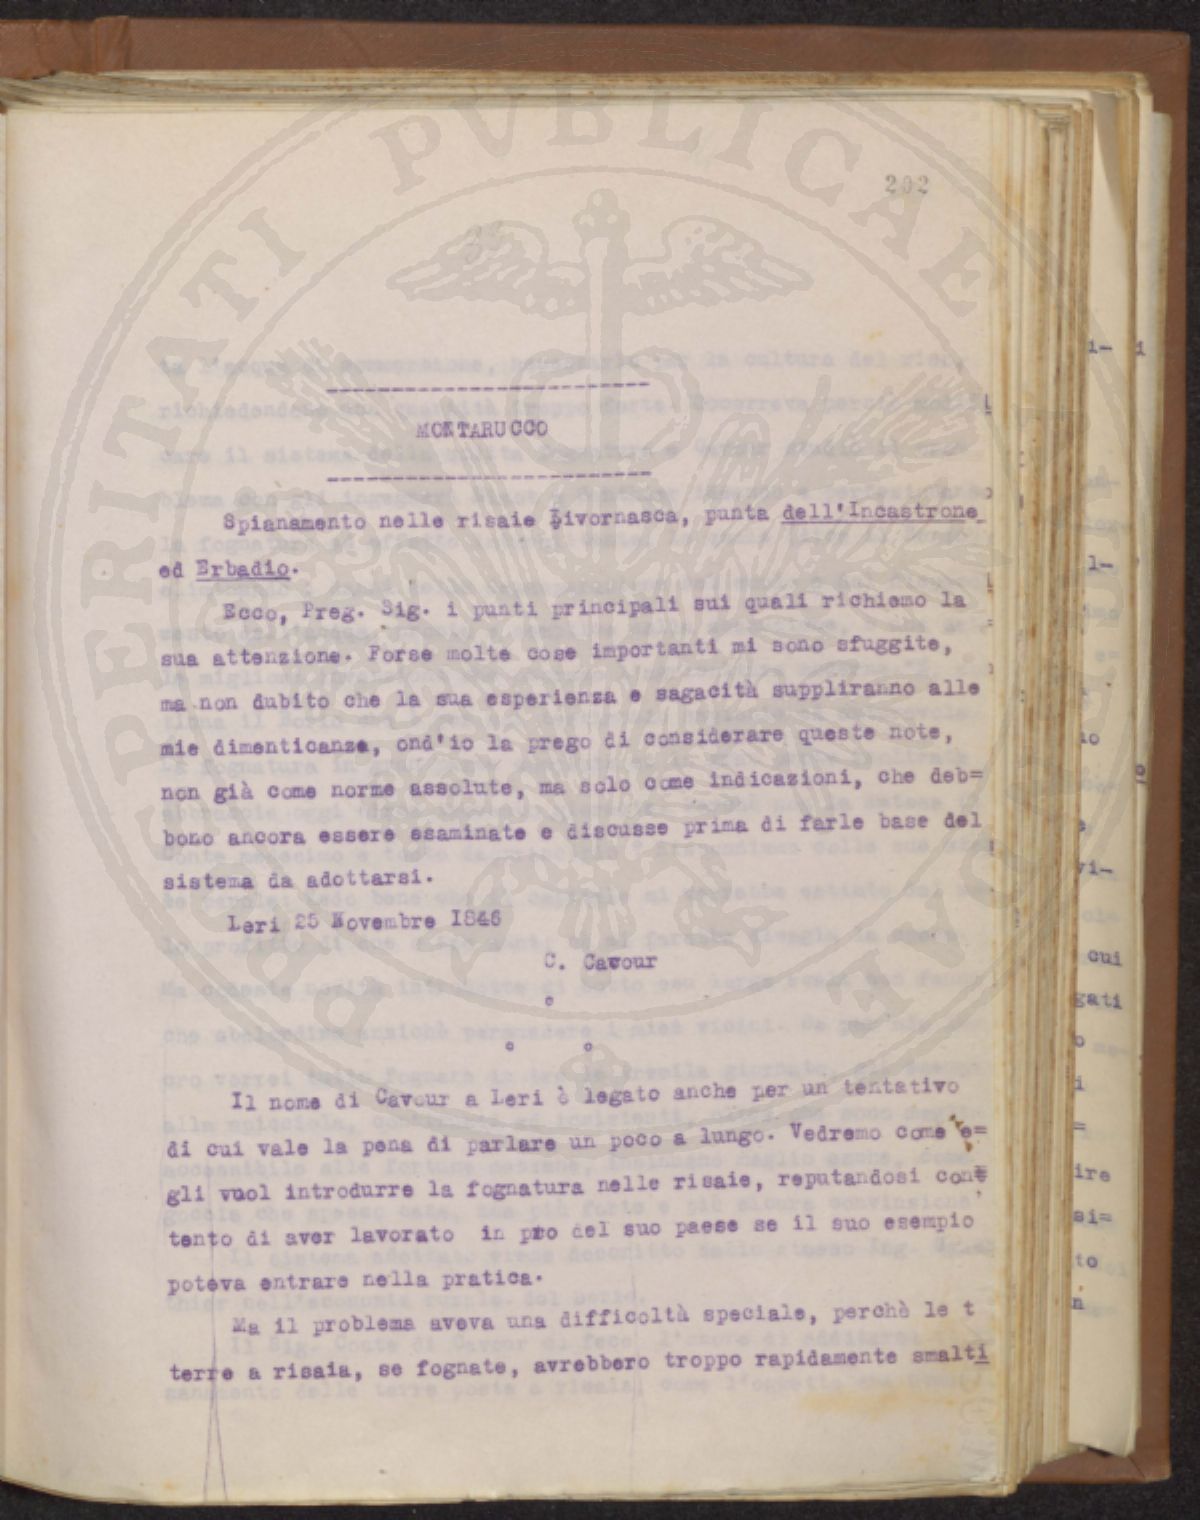 202
MONTARUCCO
Spianamento nelle risaie Livornasca, punta dell'Incastrone
ed Erbadio.
Ecco, Preg. Sig. i punti principali sui quali richiamo la
sua attenzione. Forse molte cose importanti mi sono sfuggite,
ma non dubito che la sua esperienza e sagacità suppliranno alle
mie dimenticanze, ond'io la prego di considerare queste note,
non già come norme assolute, ma solo come indicazioni, che deb=
bono ancora essere esaminate e discusse prima di farle base del
sistema da adottarsi.
Leri 25 Novembre 1846
C. Cavour
Il nome di Cavour a Leri è legato anche per un tentativo
di cui vale la pena di parlare un poco a lungo. Vedremo come e=
gli vuol introdurre la fognatura nelle risaie, reputandosi cont
tento di aver lavorato in pro del suo paese se il suo esempio
poteva entrare nella pratica.
Ma il problema aveva una difficoltà speciale, perchè le t
terre a risaia, se fognate, avrebbero troppo rapidamente smalti
PERITATI PVBLICAE